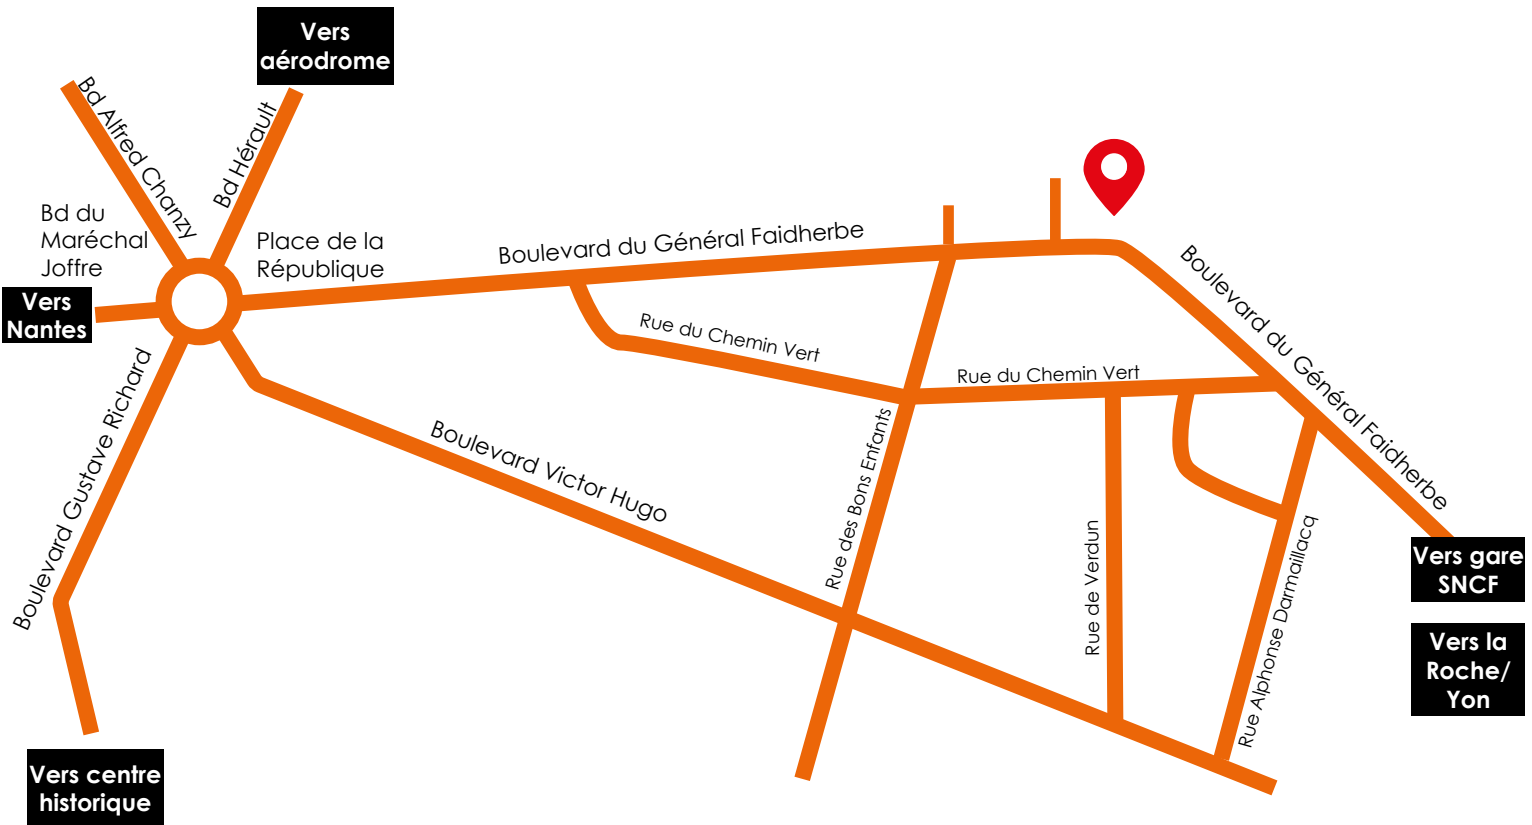 Vers
aérodrome
Bd Alfred Chanzy
Bd Hérault
Bd du
Maréchal
Joffre
Place de la
République
Vers
Nantes
Boulevard du Général Faidherbe
Boulevard du Général Faidherbe
Rue du Chemin Vert
Rue du Chemin Vert
Boulevard Gustave Richard
Boulevard Victor Hugo
Rue des Bons Enfants
Rue de Verdun
Rue Alphonse Darmaillacq
Vers gare
SNCF
Vers la
Roche/
Yon
Vers centre
historique